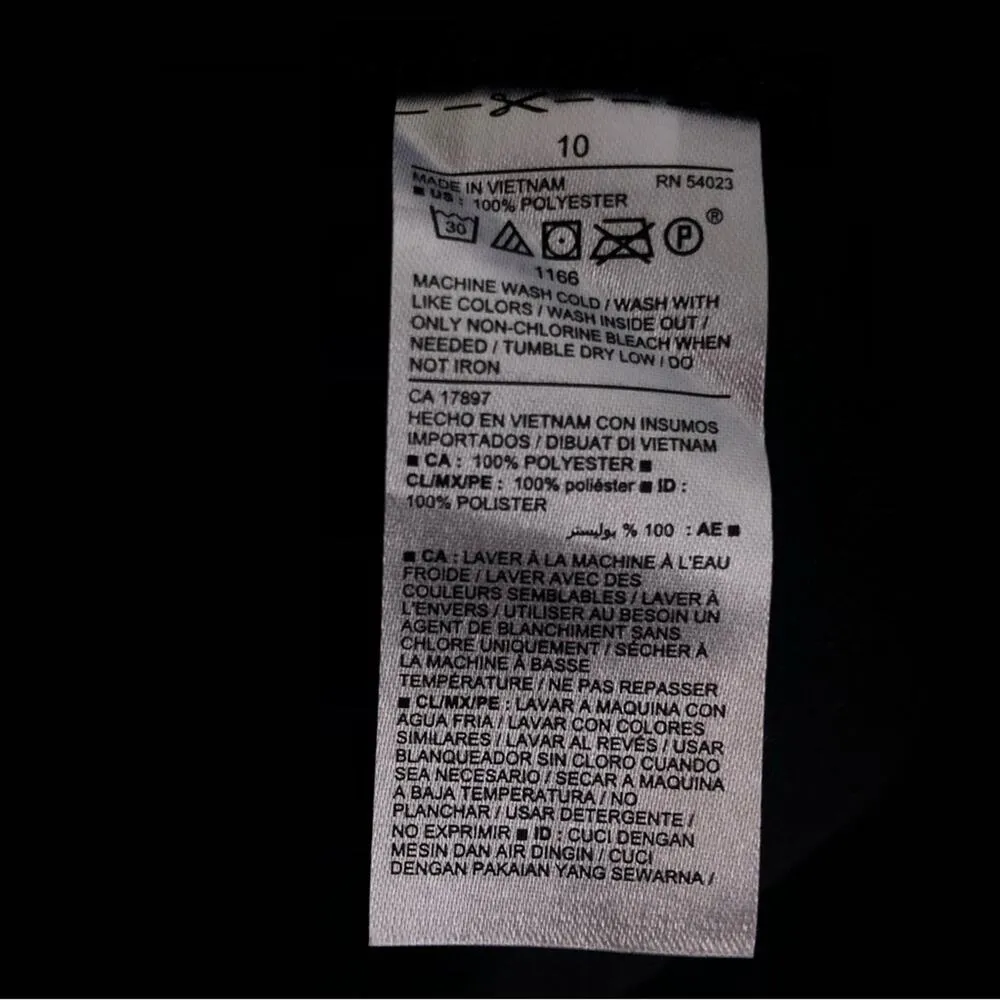 10
MADE IN VIETNAM RN 54023
■ US : 100% POLYESTER
30 P ®
1166
MACHINE WASH COLD / WASH WITH
LIKE COLORS / WASH INSIDE OUT /
ONLY NON-CHLORINE BLEACH WHEN
NEEDED / TUMBLE DRY LOW / DO
NOT IRON
CA 17897
HECHO EN VIETNAM CON INSUMOS
IMPORTADOS / DIBUAT DI VIETNAM
■ CA : 100% POLYESTER ■
CL/MX/PE : 100% poliéster ■ ID :
100% POLISTER
■ AE : 100 % بوليستر
■ CA : LAVER À LA MACHINE À L'EAU
FROIDE / LAVER AVEC DES
COULEURS SEMBLABLES / LAVER À
L'ENVERS / UTILISER AU BESOIN UN
AGENT DE BLANCHIMENT SANS
CHLORE UNIQUEMENT / SÉCHER À
LA MACHINE À BASSE
TEMPÉRATURE / NE PAS REPASSER
■ CL/MX/PE : LAVAR A MAQUINA CON
AGUA FRIA / LAVAR CON COLORES
SIMILARES / LAVAR AL REVÉS / USAR
BLANQUEADOR SIN CLORO CUANDO
SEA NECESARIO / SECAR A MAQUINA
A BAJA TEMPERATURA / NO
PLANCHAR / USAR DETERGENTE /
NO EXPRIMIR ■ ID : CUCI DENGAN
MESIN DAN AIR DINGIN / CUCI
DENGAN PAKAIAN YANG SEWARNA /